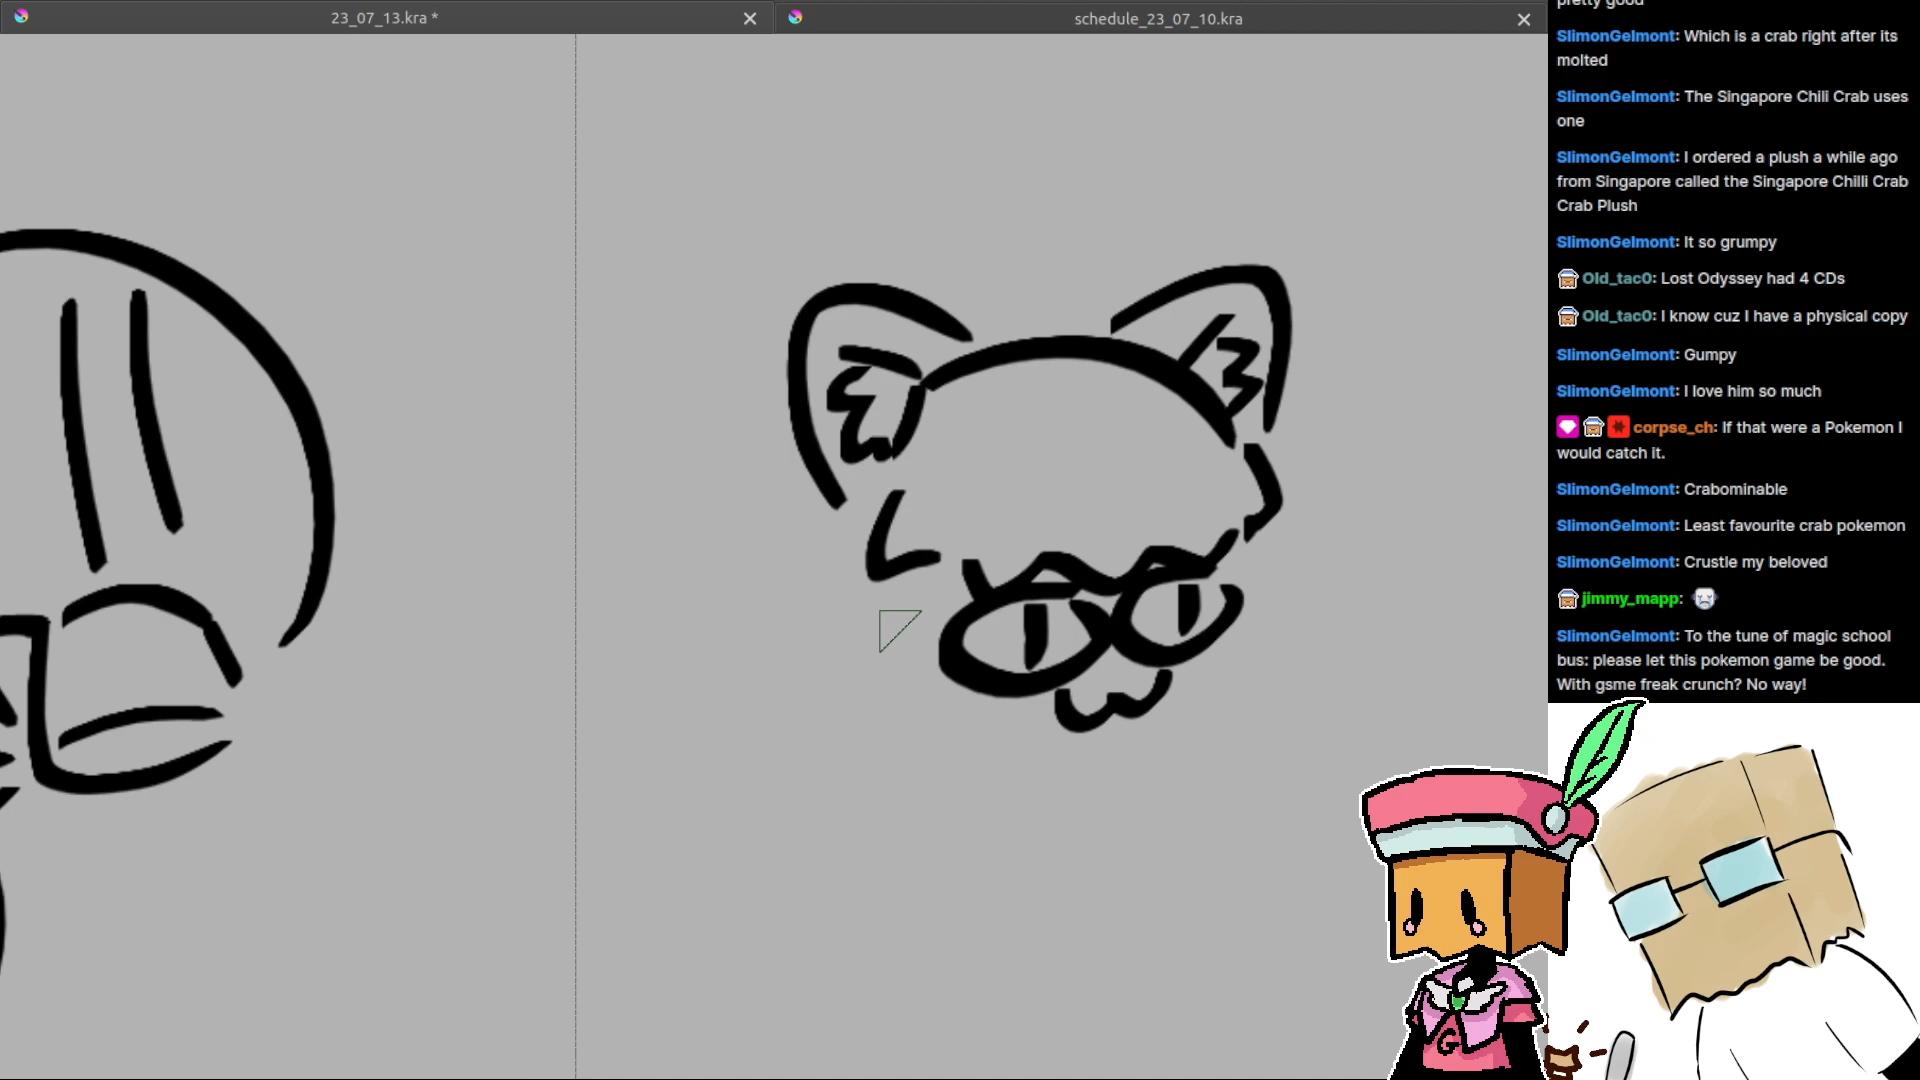 23_07_13.kra *
schedule_23_07_10.kra
pretty good
SlimonGelmont: Which is a crab right after its
molted
SlimonGelmont: The Singapore Chili Crab uses
one
SlimonGelmont: I ordered a plush a while ago
from Singapore called the Singapore Chilli Crab
Crab Plush
SlimonGelmont: It so grumpy
Old_tac0: Lost Odyssey had 4 CDs
Old_tac0: I know cuz I have a physical copy
SlimonGelmont: Gumpy
SlimonGelmont: I love him so much
corpse_ch: If that were a Pokemon I
would catch it.
SlimonGelmont: Crabominable
SlimonGelmont: Least favourite crab pokemon
SlimonGelmont: Crustle my beloved
jimmy_mapp:
SlimonGelmont: To the tune of magic school
bus: please let this pokemon game be good.
With gsme freak crunch? No way!
G